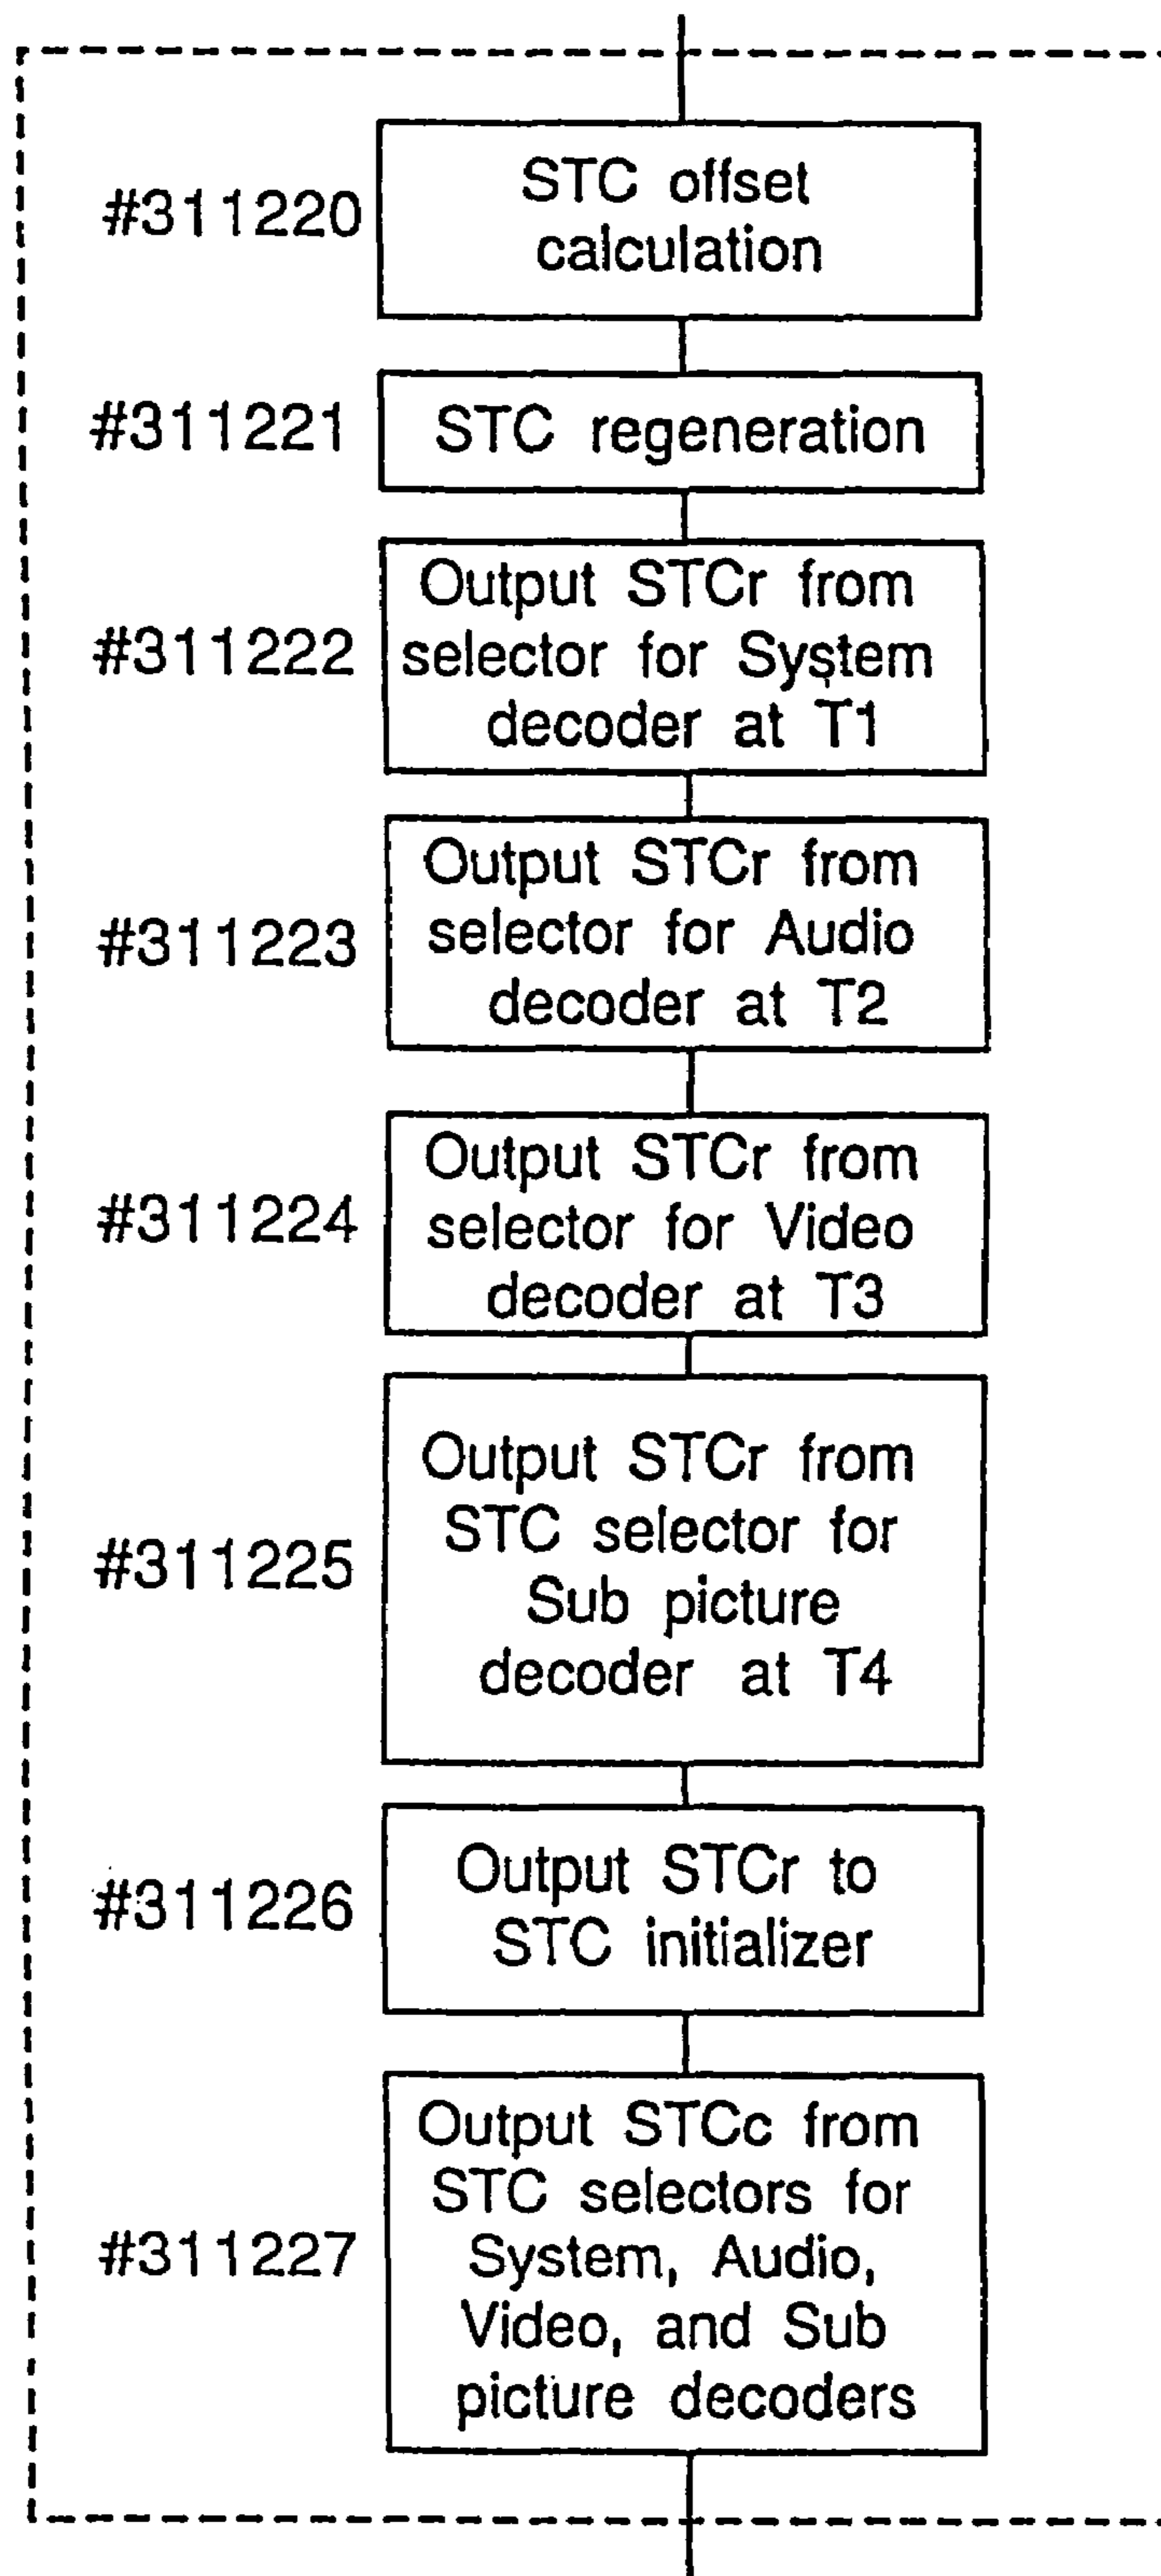 #311220
STC offset
calculation
#311221
STC regeneration
#311222
Output STCr from
selector for System
decoder at T1
#311223
Output STCr from
selector for Audio
decoder at T2
#311224
Output STCr from
selector for Video
decoder at T3
#311225
Output STCr from
STC selector for
Sub picture
decoder at T4
#311226
Output STCr to
STC initializer
#311227
Output STCc from
STC selectors for
System, Audio,
Video, and Sub
picture decoders